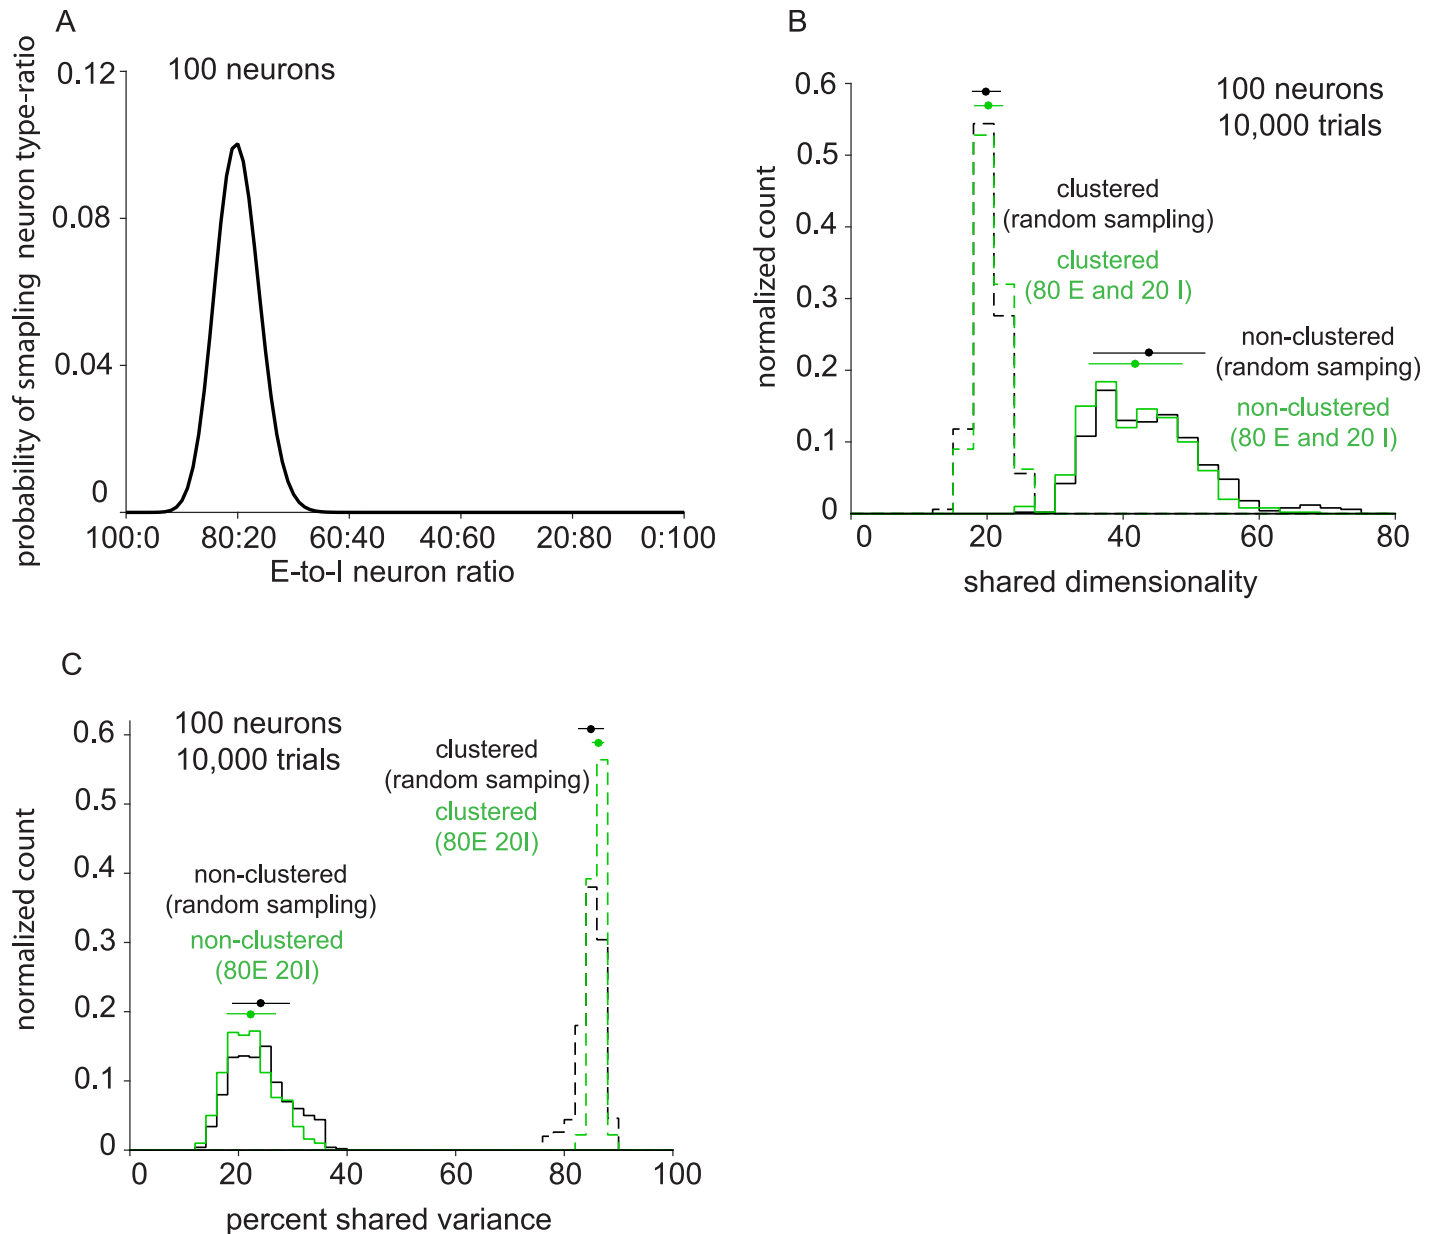 A
100 neurons
probability of smapling neuron type-ratio
0.12
0.08
0.04
0
100:0 80:20 60:40 40:60 20:80 0:100
E-to-I neuron ratio
B
100 neurons
10,000 trials
normalized count
0.6
0.5
0.4
0.3
0.2
0.1
0
clustered
(random sampling)
clustered
(80 E and 20 I)
non-clustered
(random sampling)
non-clustered
(80 E and 20 I)
0 20 40 60 80
shared dimensionality
C
100 neurons
10,000 trials
normalized count
0.6
0.5
0.4
0.3
0.2
0.1
0
clustered
(random sampling)
clustered
(80E 20I)
non-clustered
(random sampling)
non-clustered
(80E 20I)
0 20 40 60 80 100
percent shared variance